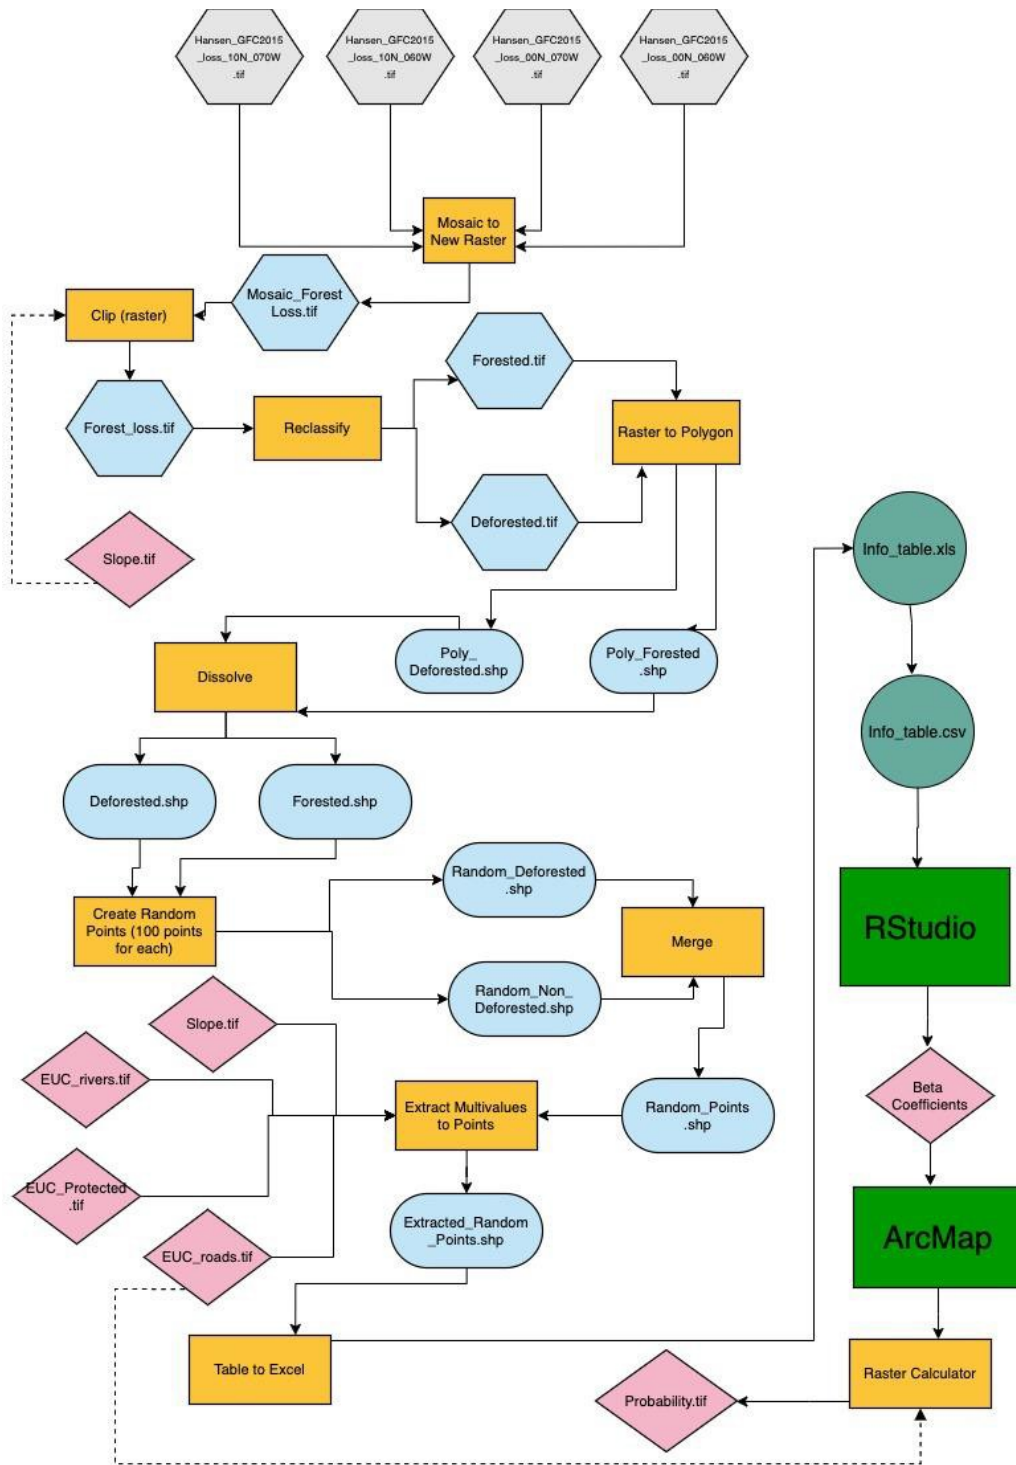 Hansen_GFC2015
_loss_10N_070W
.tif
Hansen_GFC2015
_loss_10N_060W
.tif
Hansen_GFC2015
_loss_00N_070W
.tif
Hansen_GFC2015
_loss_00N_060W
.tif
Mosaic to
New Raster
Mosaic_Forest
Loss.tif
Clip (raster)
Forested.tif
Forest_loss.tif
Reclassify
Raster to Polygon
Deforested.tif
Slope.tif
Info_table.xls
Poly_
Deforested.shp
Poly_Forested
.shp
Dissolve
Info_table.csv
Deforested.shp
Forested.shp
Random_Deforested
.shp
Create Random
Points (100 points
for each)
Merge
RStudio
Random_Non_
Deforested.shp
Slope.tif
EUC_rivers.tif
Extract Multivalues
to Points
Random_Points
.shp
Beta
Coefficients
EUC_Protected
.tif
Extracted_Random
_Points.shp
EUC_roads.tif
ArcMap
Table to Excel
Probability.tif
Raster Calculator